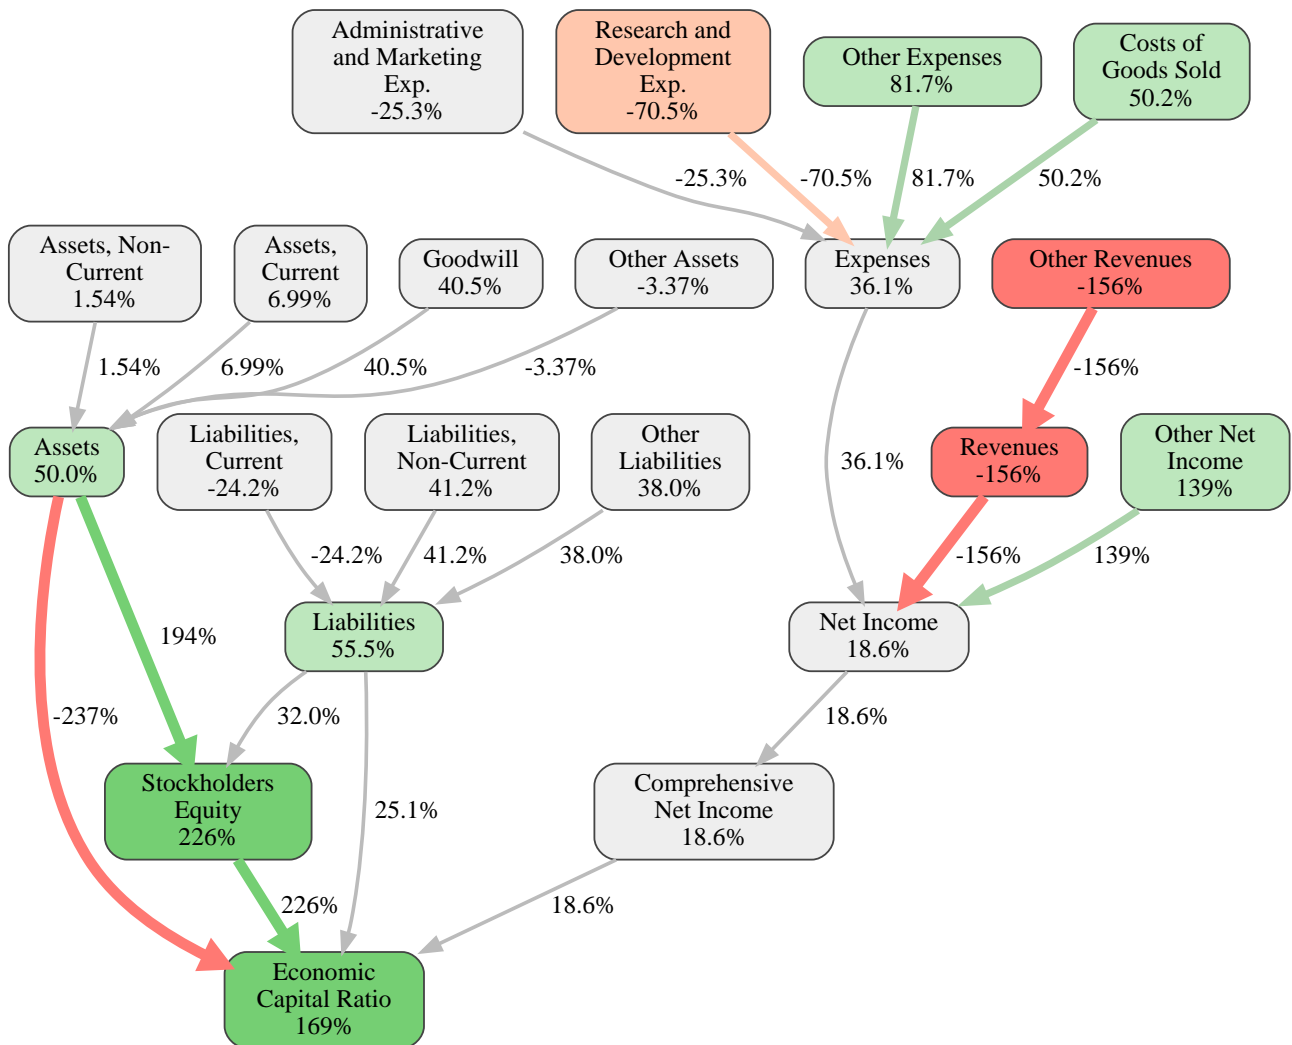 Administrative
and Marketing
Exp.
-25.3%
Research and
Development
Exp.
-70.5%
Other Expenses
81.7%
Costs of
Goods Sold
50.2%
-25.3%
-70.5%
81.7%
50.2%
Assets, Non-
Current
1.54%
Assets,
Current
6.99%
Goodwill
40.5%
Other Assets
-3.37%
Expenses
36.1%
Other Revenues
-156%
1.54%
6.99%
40.5%
-3.37%
-156%
Assets
50.0%
Liabilities,
Current
-24.2%
Liabilities,
Non-Current
41.2%
Other
Liabilities
38.0%
36.1%
Revenues
-156%
Other Net
Income
139%
-24.2%
41.2%
38.0%
-156%
139%
194%
Liabilities
55.5%
Net Income
18.6%
-237%
32.0%
18.6%
Stockholders
Equity
226%
25.1%
Comprehensive
Net Income
18.6%
226%
18.6%
Economic
Capital Ratio
169%